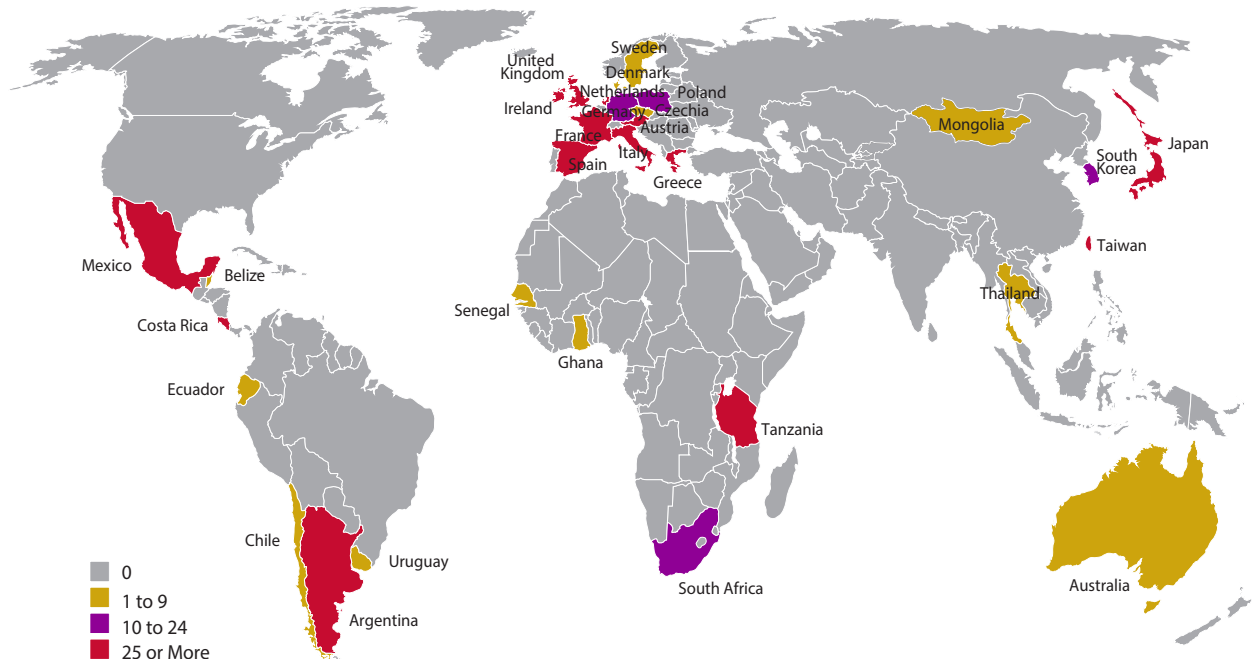 Sweden
United
Kingdom
Denmark
Netherlands
Poland
Ireland
Germany
Czechia
Austria
France
Italy
Spain
Greece
Mongolia
Japan
South
Korea
Taiwan
Mexico
Belize
Thailand
Senegal
Costa Rica
Ghana
Ecuador
Tanzania
Chile
Uruguay
South Africa
Australia
Argentina
0
1 to 9
10 to 24
25 or More